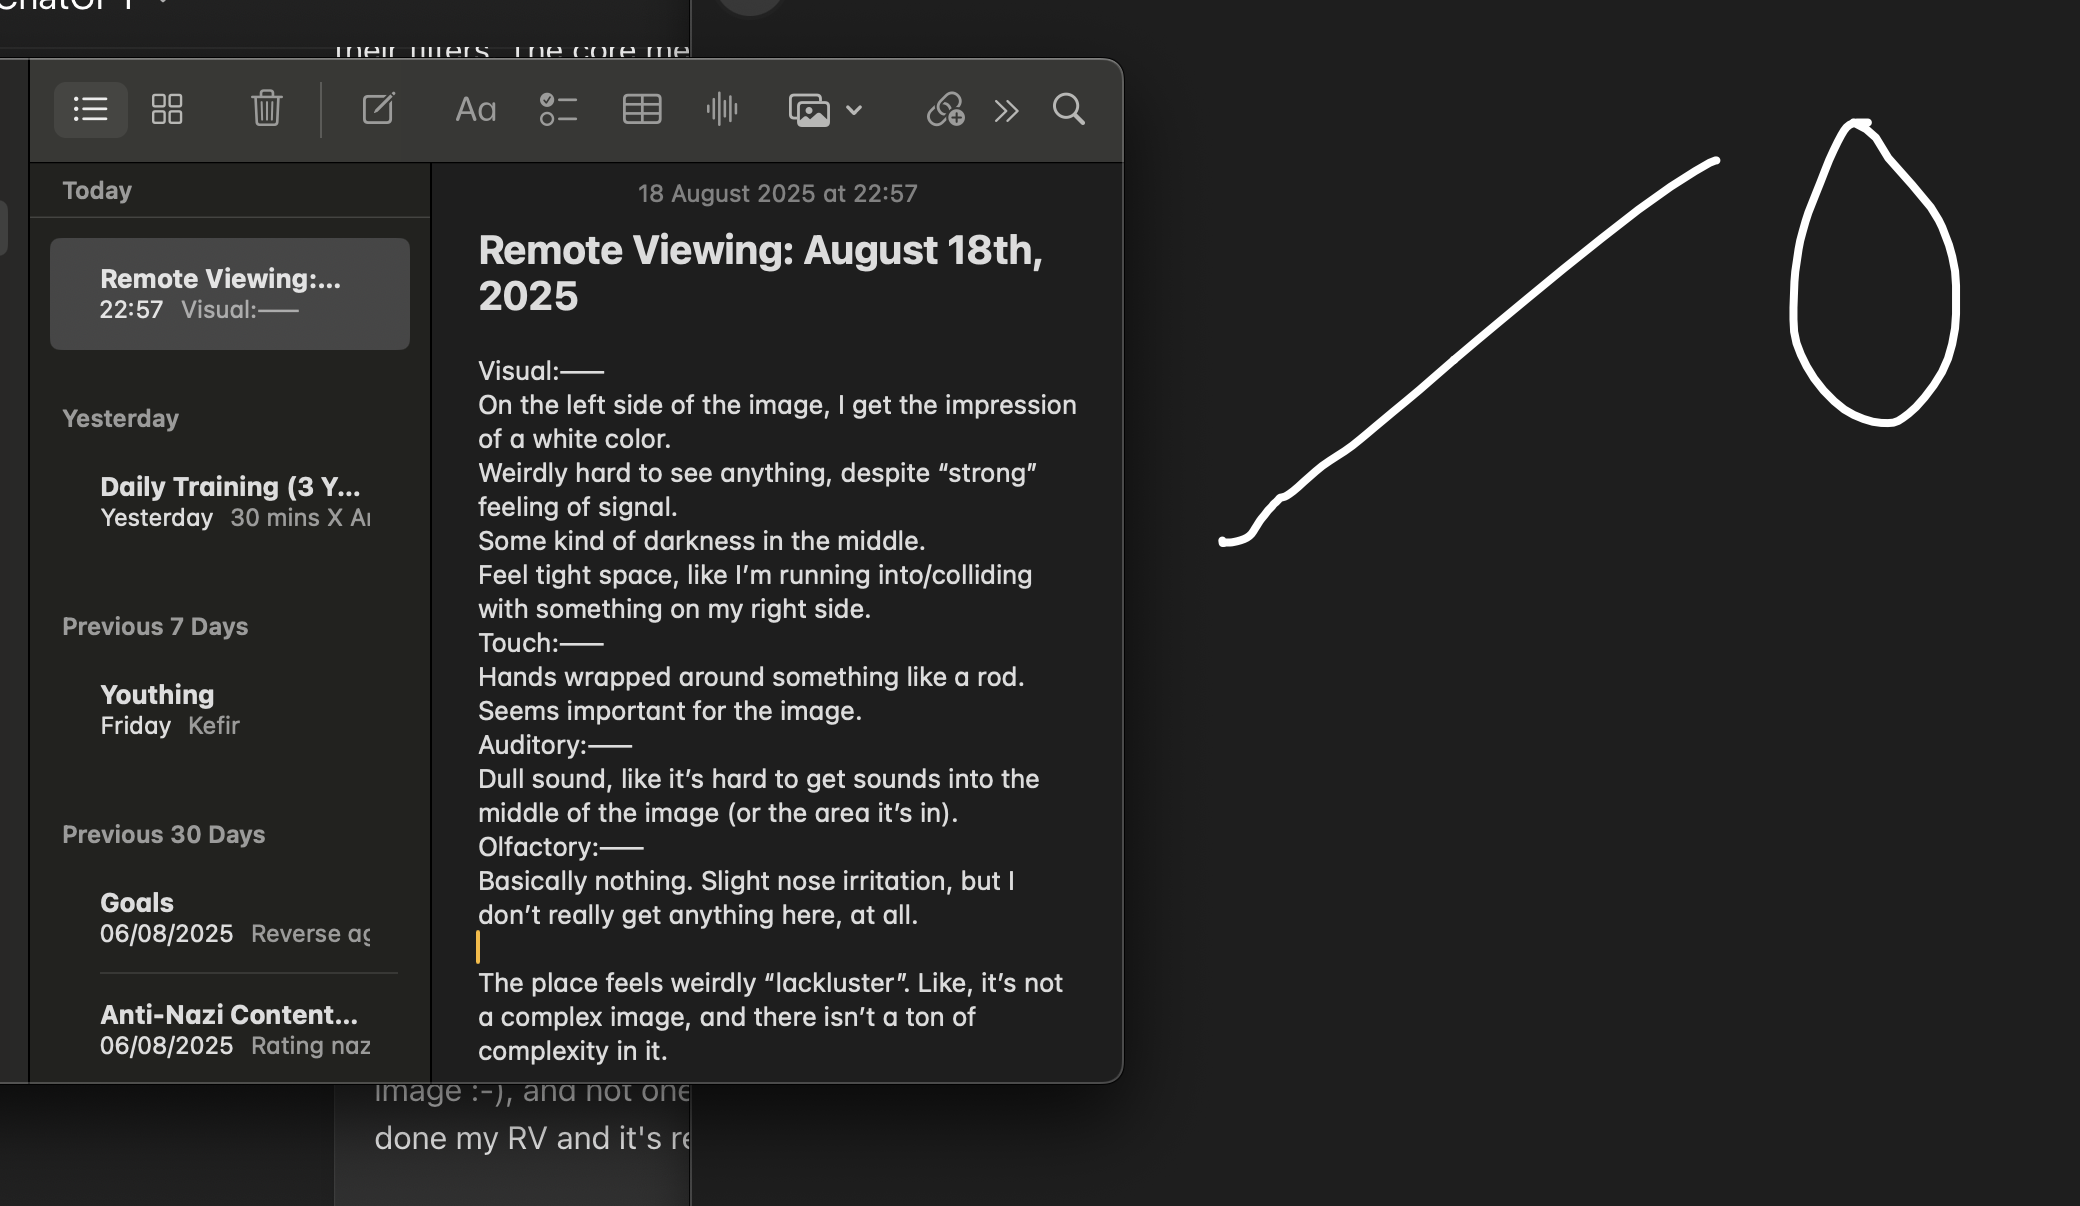 ChatGPT
their filters. The core me
Aa
Today
Remote Viewing:...
22:57 Visual:——
Yesterday
Daily Training (3 Y...
Yesterday 30 mins X Ar
Previous 7 Days
Youthing
Friday Kefir
Previous 30 Days
Goals
06/08/2025 Reverse ag
Anti-Nazi Content...
06/08/2025 Rating naz
18 August 2025 at 22:57
Remote Viewing: August 18th,
2025
Visual:——
On the left side of the image, I get the impression
of a white color.
Weirdly hard to see anything, despite “strong”
feeling of signal.
Some kind of darkness in the middle.
Feel tight space, like I’m running into/colliding
with something on my right side.
Touch:——
Hands wrapped around something like a rod.
Seems important for the image.
Auditory:——
Dull sound, like it’s hard to get sounds into the
middle of the image (or the area it’s in).
Olfactory:——
Basically nothing. Slight nose irritation, but I
don’t really get anything here, at all.
The place feels weirdly “lackluster”. Like, it’s not
a complex image, and there isn’t a ton of
complexity in it.
image :-), and not one
done my RV and it's re